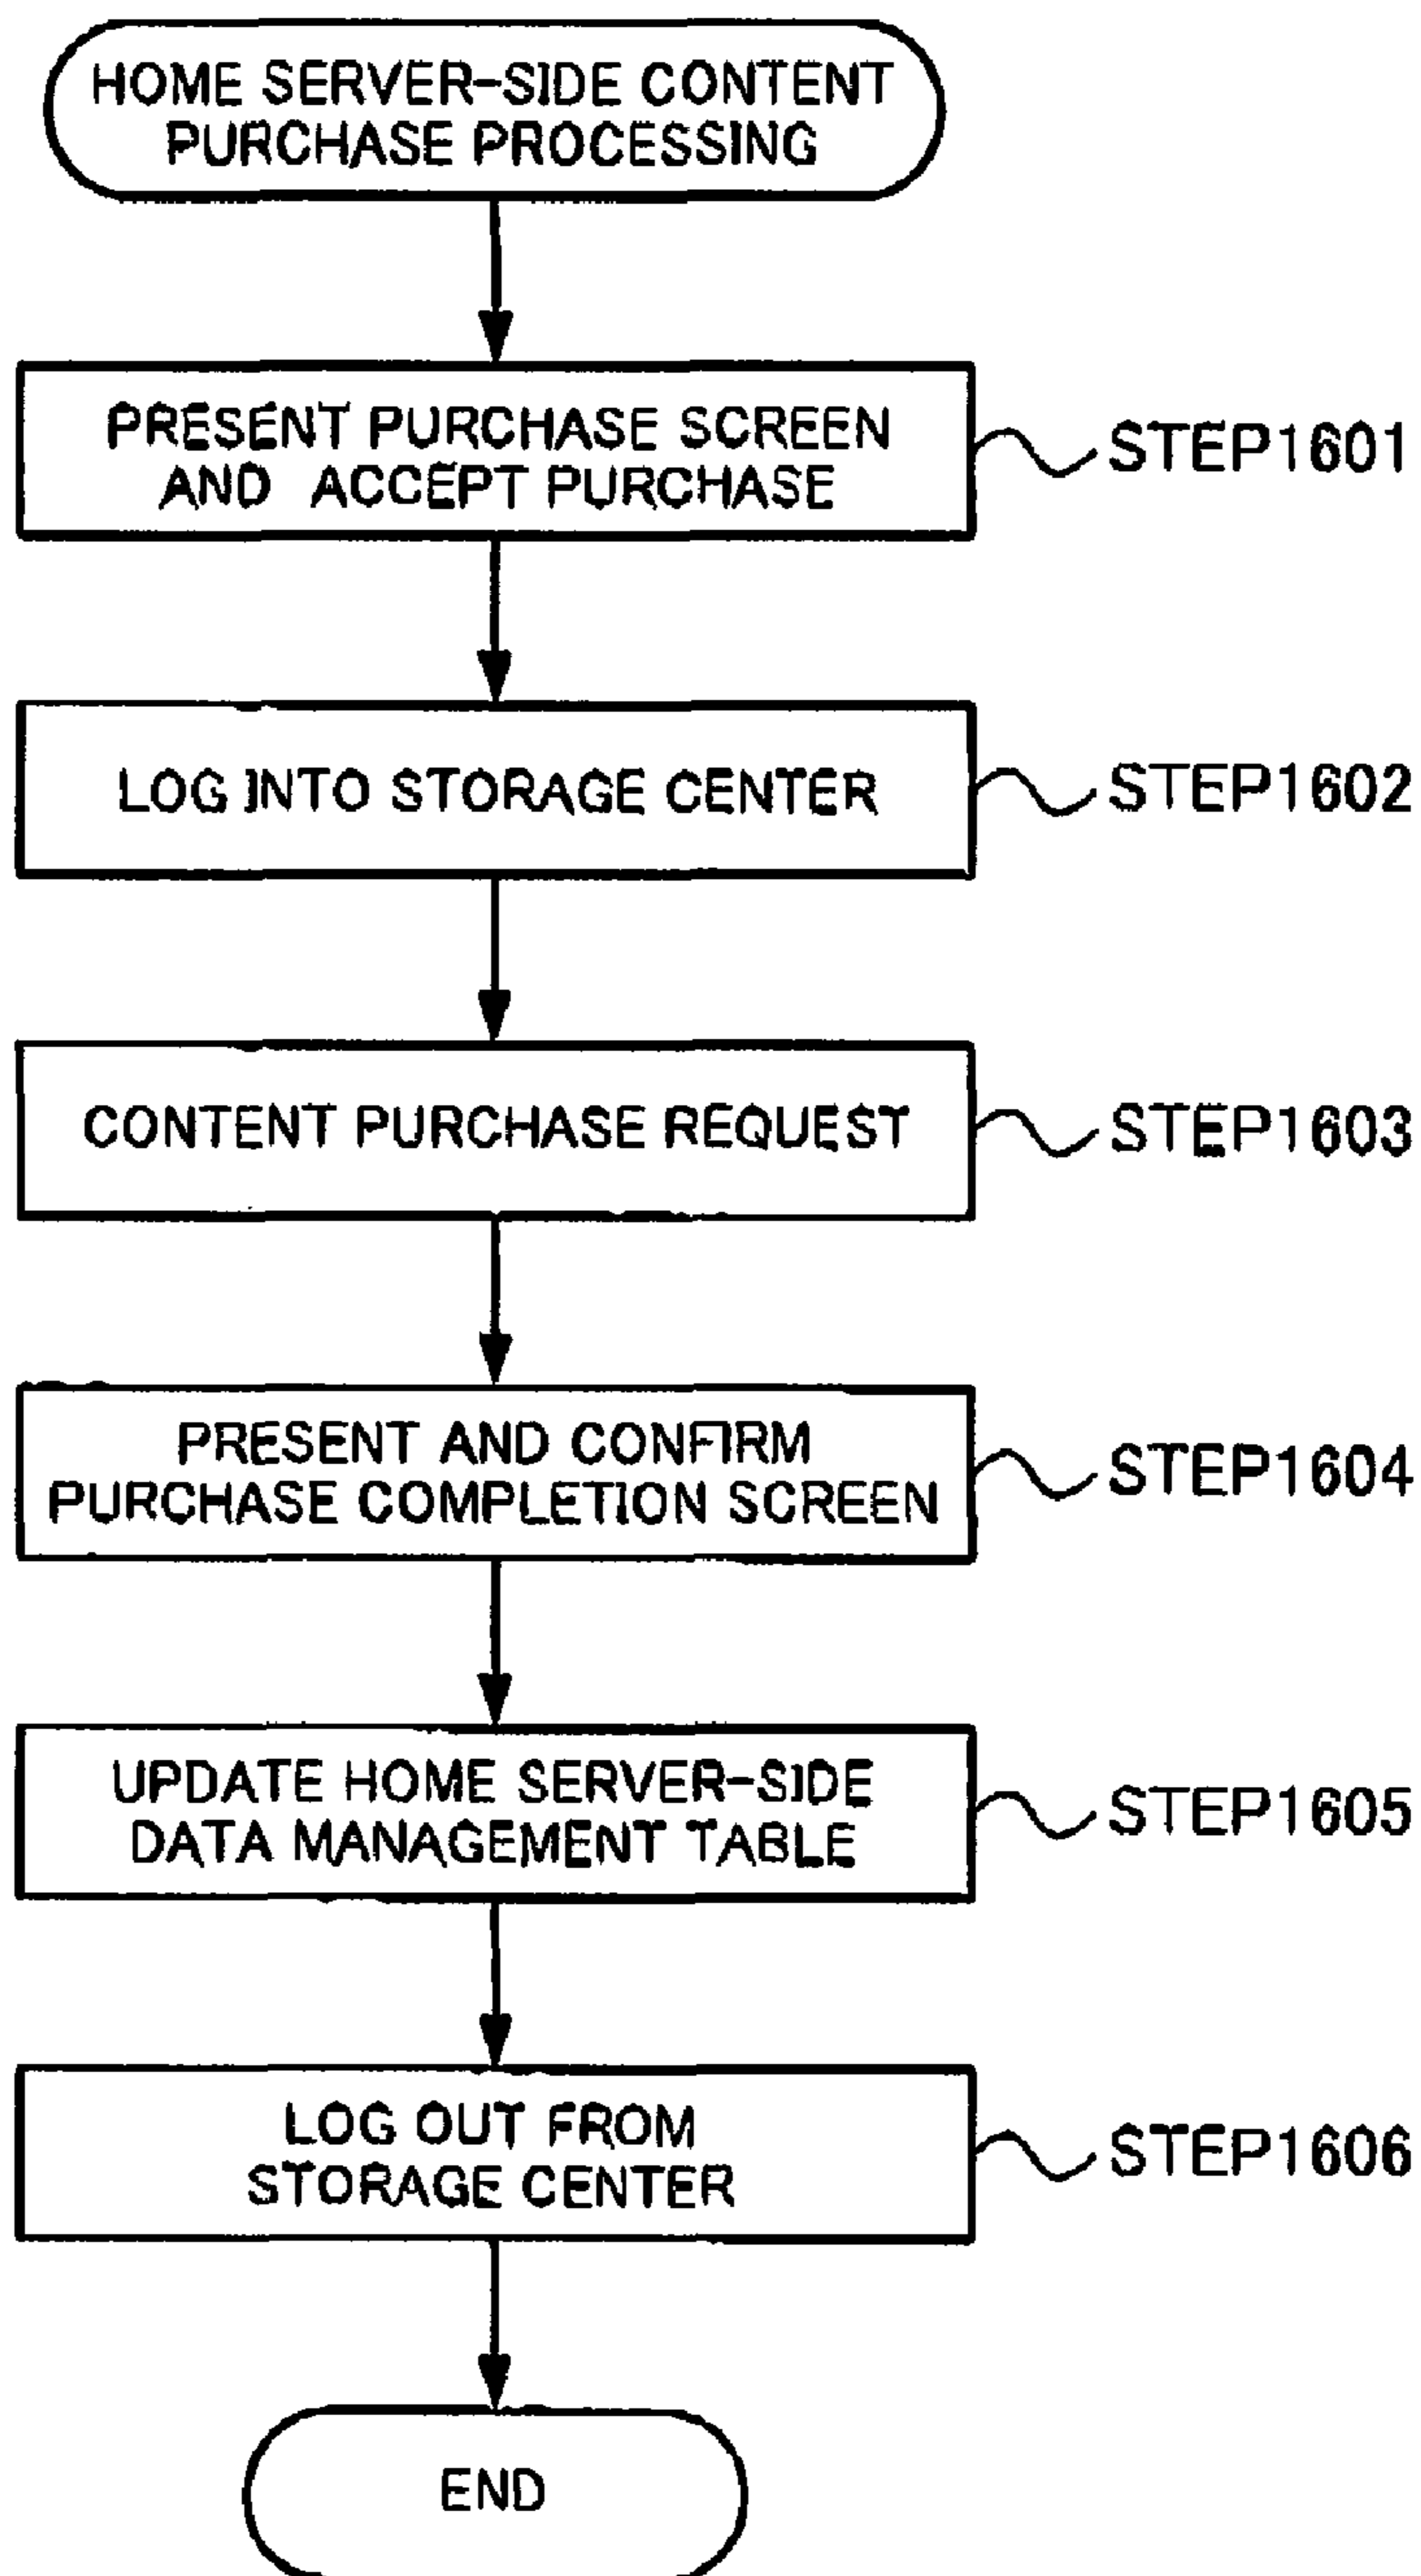 HOME SERVER-SIDE CONTENT
PURCHASE PROCESSING
PRESENT PURCHASE SCREEN
AND ACCEPT PURCHASE
STEP1601
LOG INTO STORAGE CENTER
STEP1602
CONTENT PURCHASE REQUEST
STEP1603
PRESENT AND CONFIRM
PURCHASE COMPLETION SCREEN
STEP1604
UPDATE HOME SERVER-SIDE
DATA MANAGEMENT TABLE
STEP1605
LOG OUT FROM
STORAGE CENTER
STEP1606
END